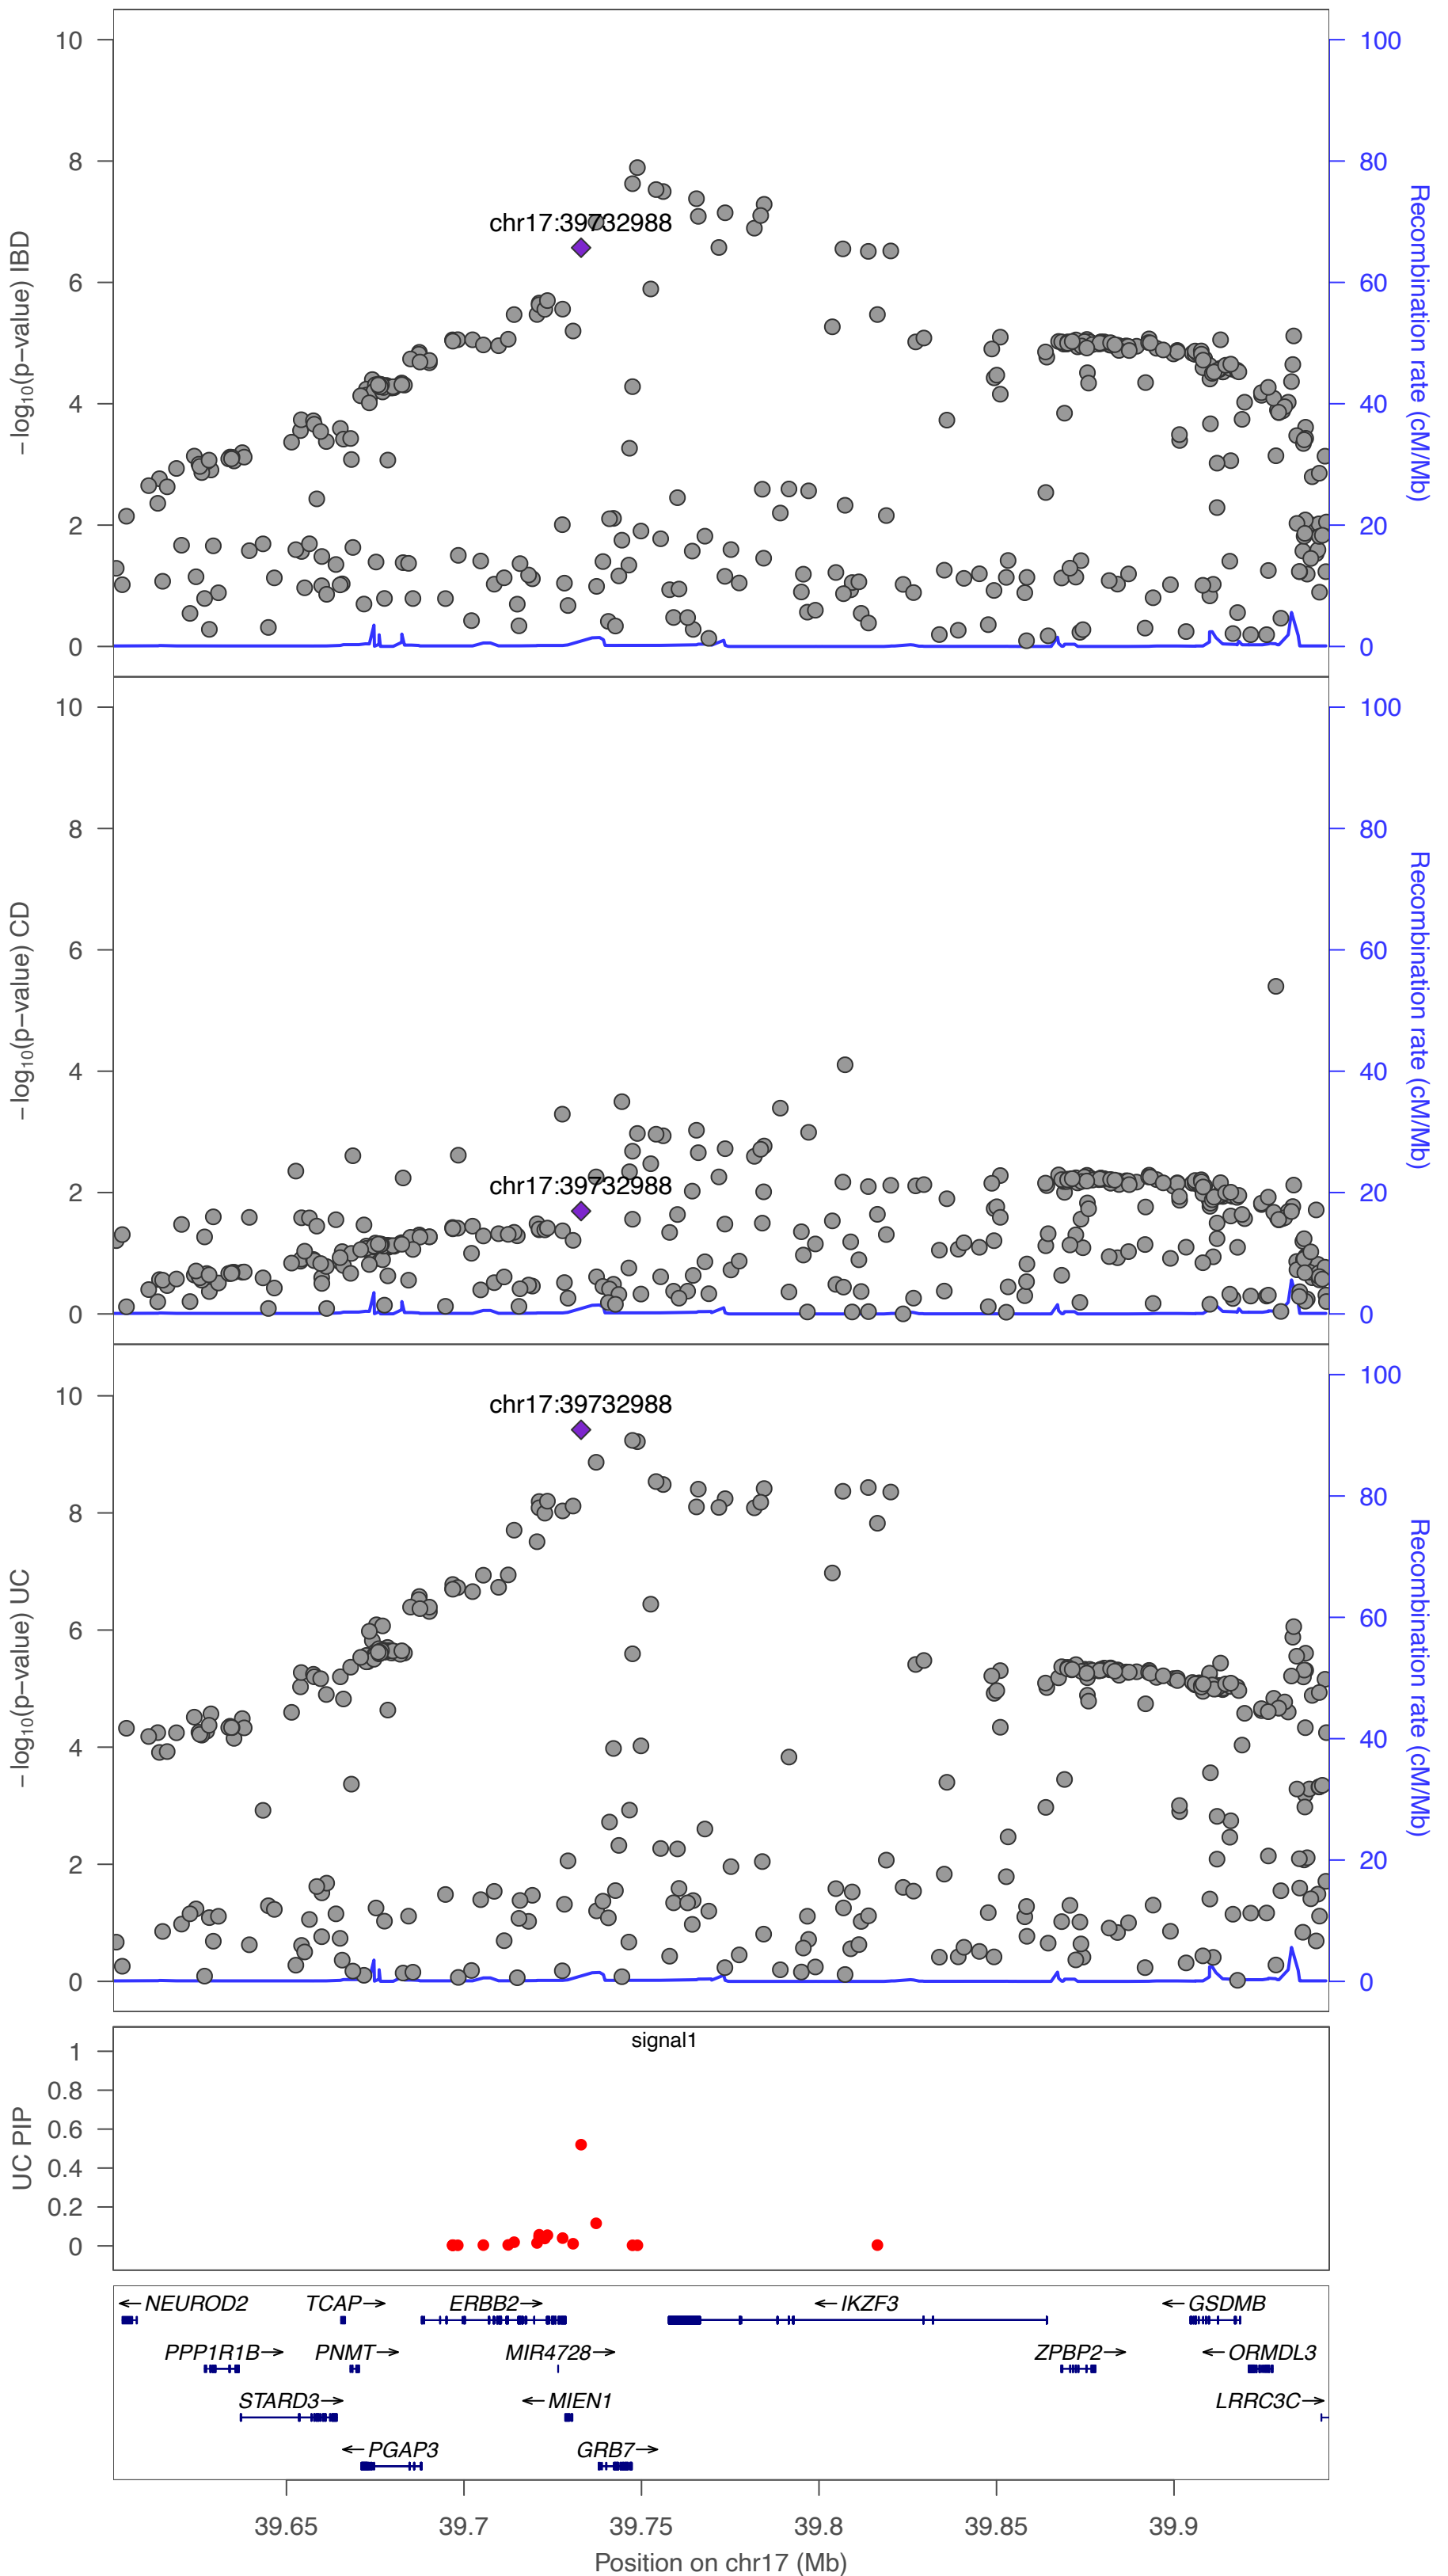 10
8
6
4
2
0
−log10(p−value) IBD
chr17:39732988
100
80
60
40
20
0
Recombination rate (cM/Mb)
10
8
6
4
2
0
−log10(p−value) CD
chr17:39732988
100
80
60
40
20
0
Recombination rate (cM/Mb)
10
8
6
4
2
0
−log10(p−value) UC
chr17:39732988
100
80
60
40
20
0
Recombination rate (cM/Mb)
signal1
1
0.8
0.6
0.4
0.2
0
UC PIP
←NEUROD2 TCAP→ ERBB2→ ←IKZF3 ←GSDMB
PPP1R1B→ PNMT→ MIR4728→ ZPBP2→ ←ORMDL3
STARD3→ ←MIEN1 LRRC3C→
←PGAP3 GRB7→
39.65 39.7 39.75 39.8 39.85 39.9
Position on chr17 (Mb)